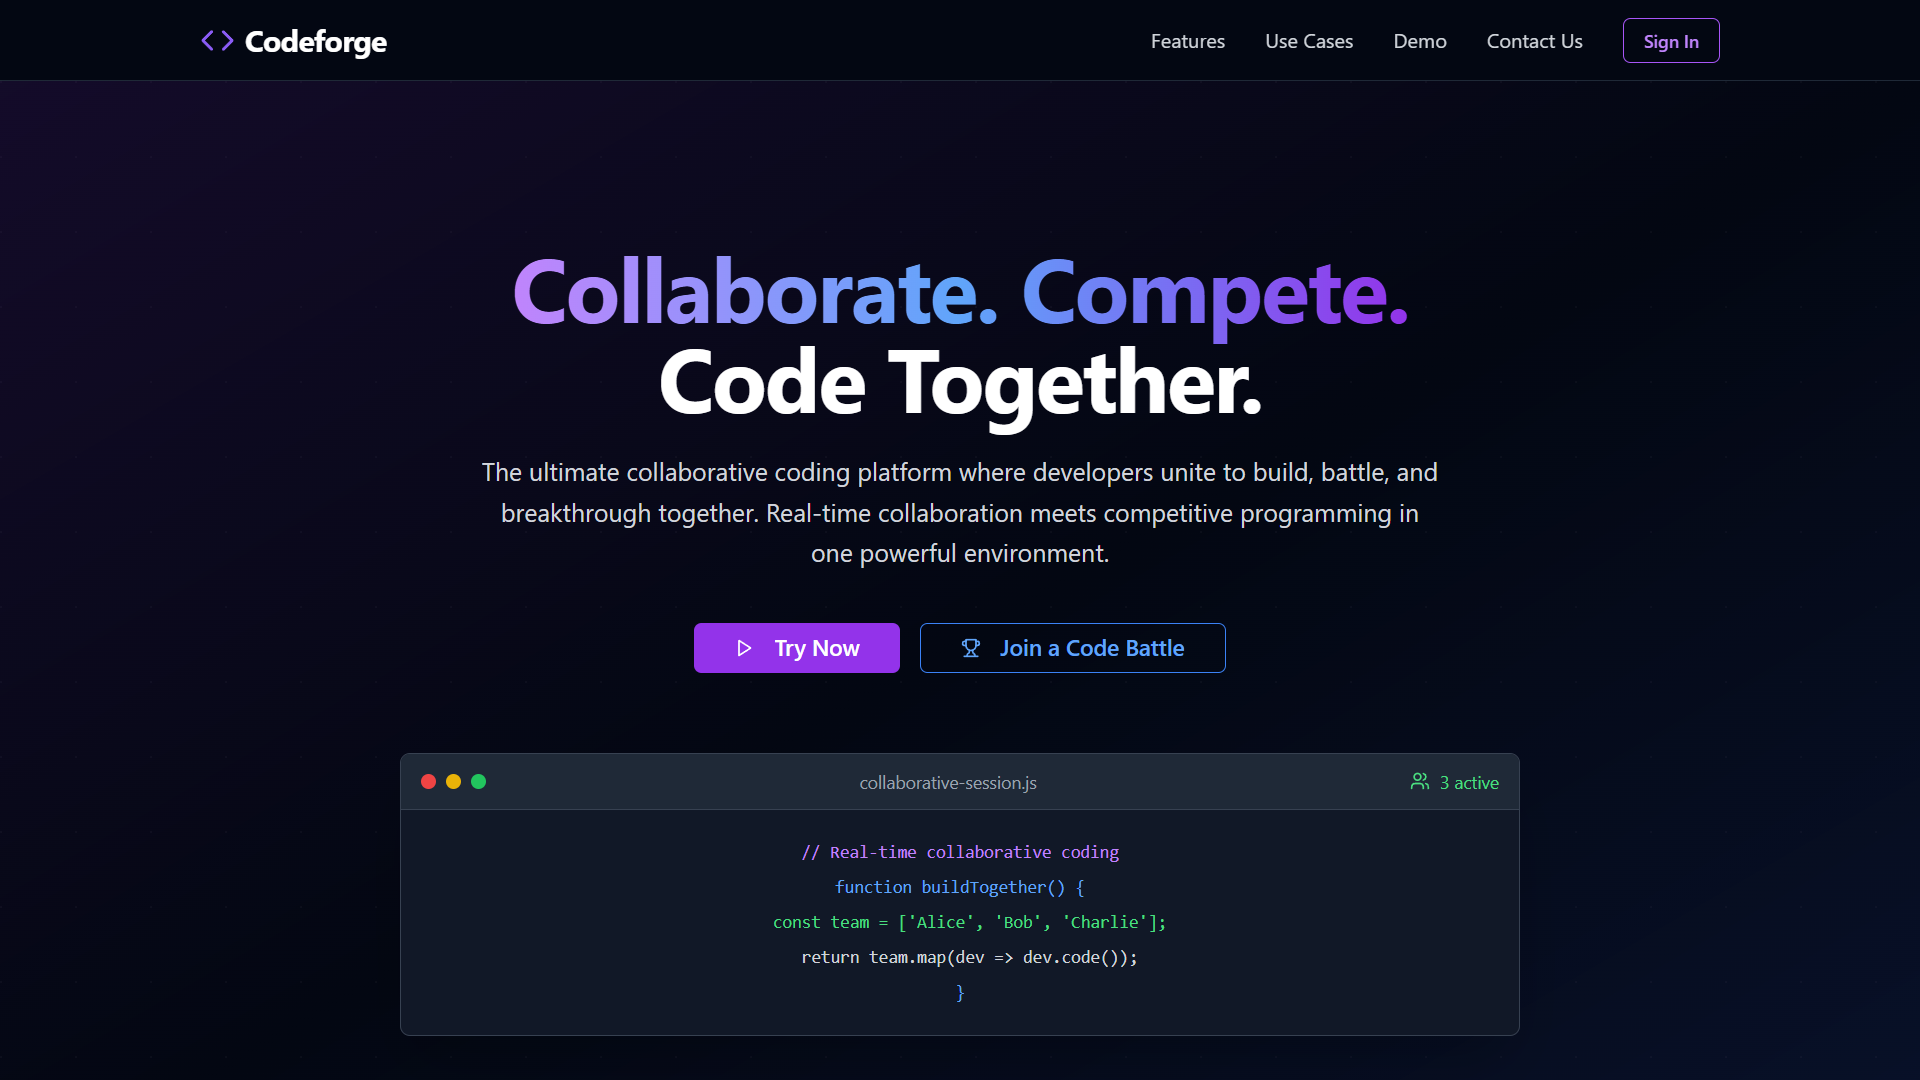 Codeforge
Features
Use Cases
Demo
Contact Us
Sign In
Collaborate. Compete.
Code Together.
The ultimate collaborative coding platform where developers unite to build, battle, and
breakthrough together. Real-time collaboration meets competitive programming in
one powerful environment.
Try Now
Join a Code Battle
collaborative-session.js
3 active
// Real-time collaborative coding
function buildTogether() {
const team = ['Alice', 'Bob', 'Charlie'];
return team.map(dev => dev.code());
}